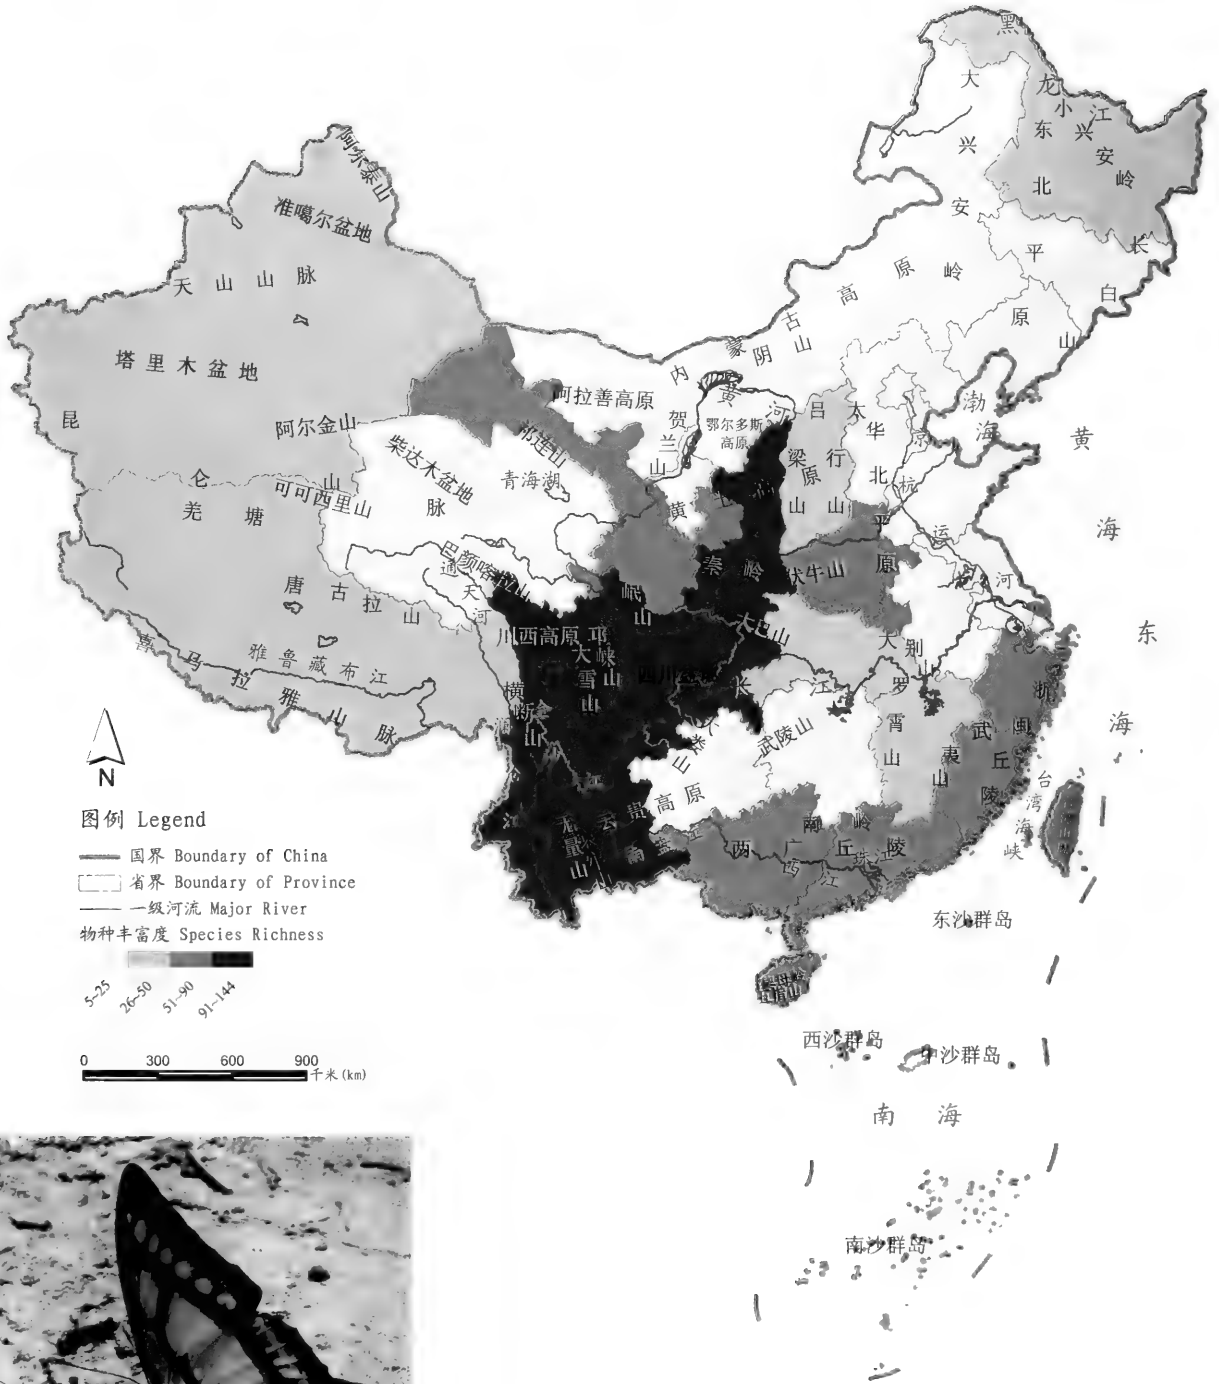 黑
大
龙
小 江
东 兴
兴 安
北 岭
安
阿尔泰山
准噶尔盆地
天 山 山 脉
平 长
高 原 岭
白
原
山
内 蒙 古
阴 山
塔 里 木 盆 地
阿拉善高原
贺
兰
山
黄 河
鄂尔多斯
高原
吕 太
华
梁 行
原
山 山
北
平
原
京
杭
运
河
渤
海
黄
海
昆
阿尔金山
祁连山
柴达木盆地
青海湖
仑 山
可可西里山 脉
羌 塘
黄
秦 岭
伏牛山
巴颜喀拉山
通
天
河
唐 古 拉 山
岷
山
大巴山
大 别
山
东
海
喜 马 拉 雅 山 脉
雅 鲁 藏 布 江
川西高原
邛
崃
山
大
雪
山
四川盆地
横
断
山
长 江
罗
霄
山
武陵山
娄
山
浙
闽
丘
陵
武
夷
山
台
湾
海
峡
云 贵 高 原
无
量
山
南 岭
两 广 丘 陵
西 江
珠江
N
图例 Legend
国界 Boundary of China
省界 Boundary of Province
一级河流 Major River
物种丰富度 Species Richness
5~25 26~50 51~90 91~144
0 300 600 900
千米(km)
东沙群岛
西沙群岛
中沙群岛
南 海
南沙群岛